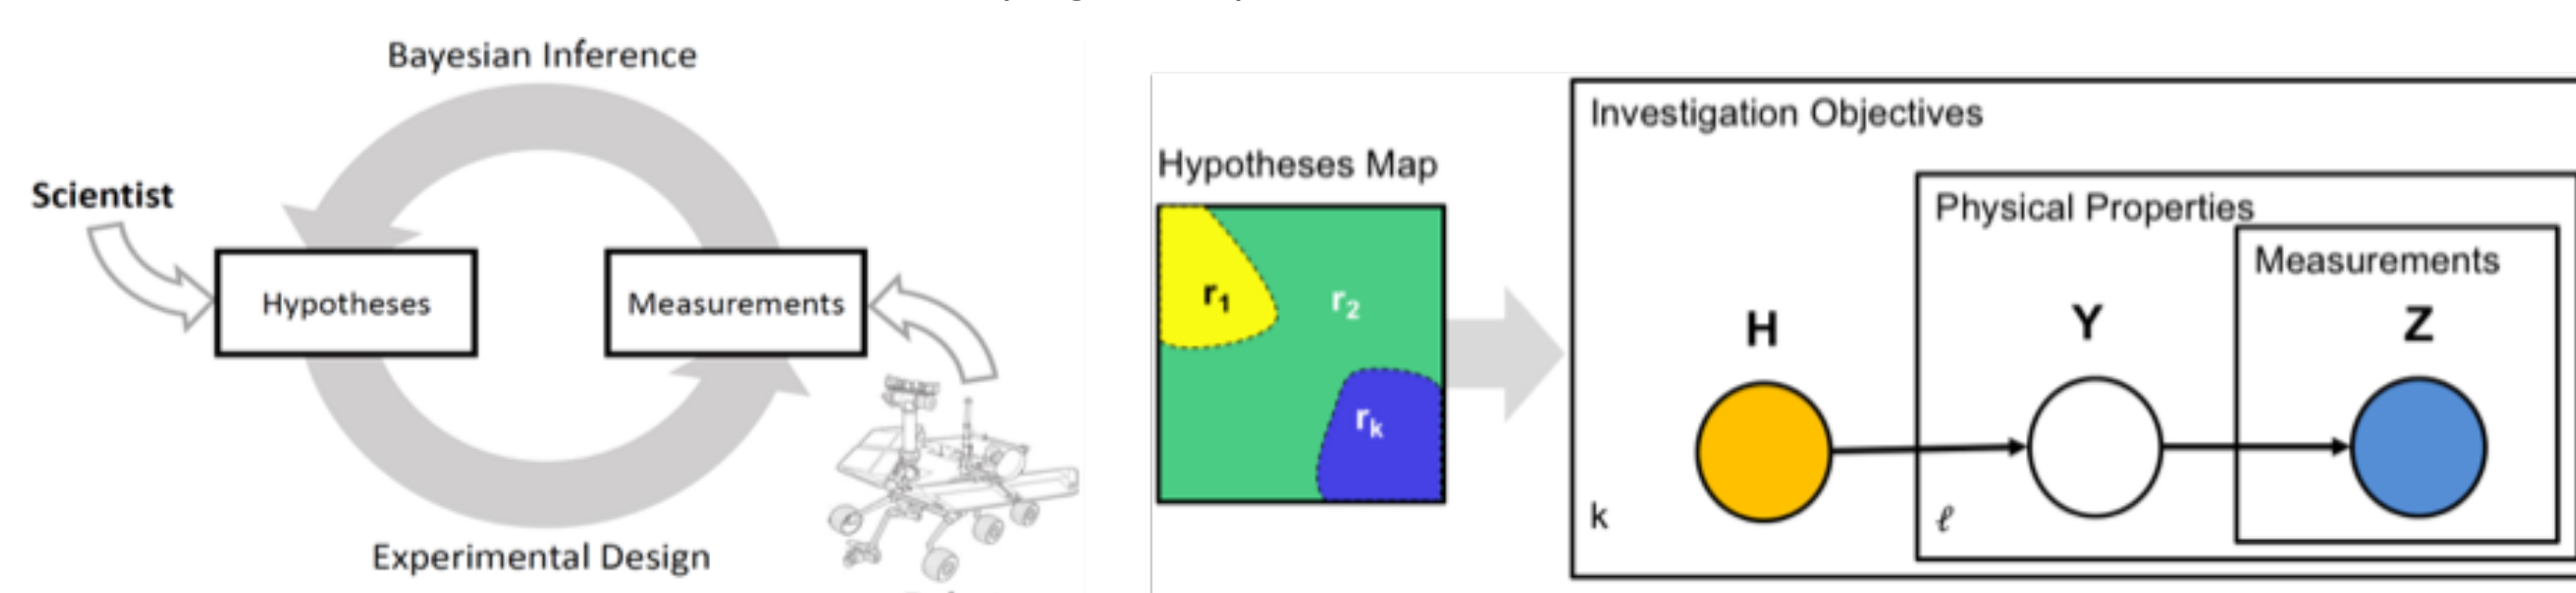 Bayesian Inference
Scientist
Hypotheses
Measurements
Experimental Design
Hypotheses Map
r1
r2
rk
Investigation Objectives
Physical Properties
Measurements
H
Y
Z
k
ℓ